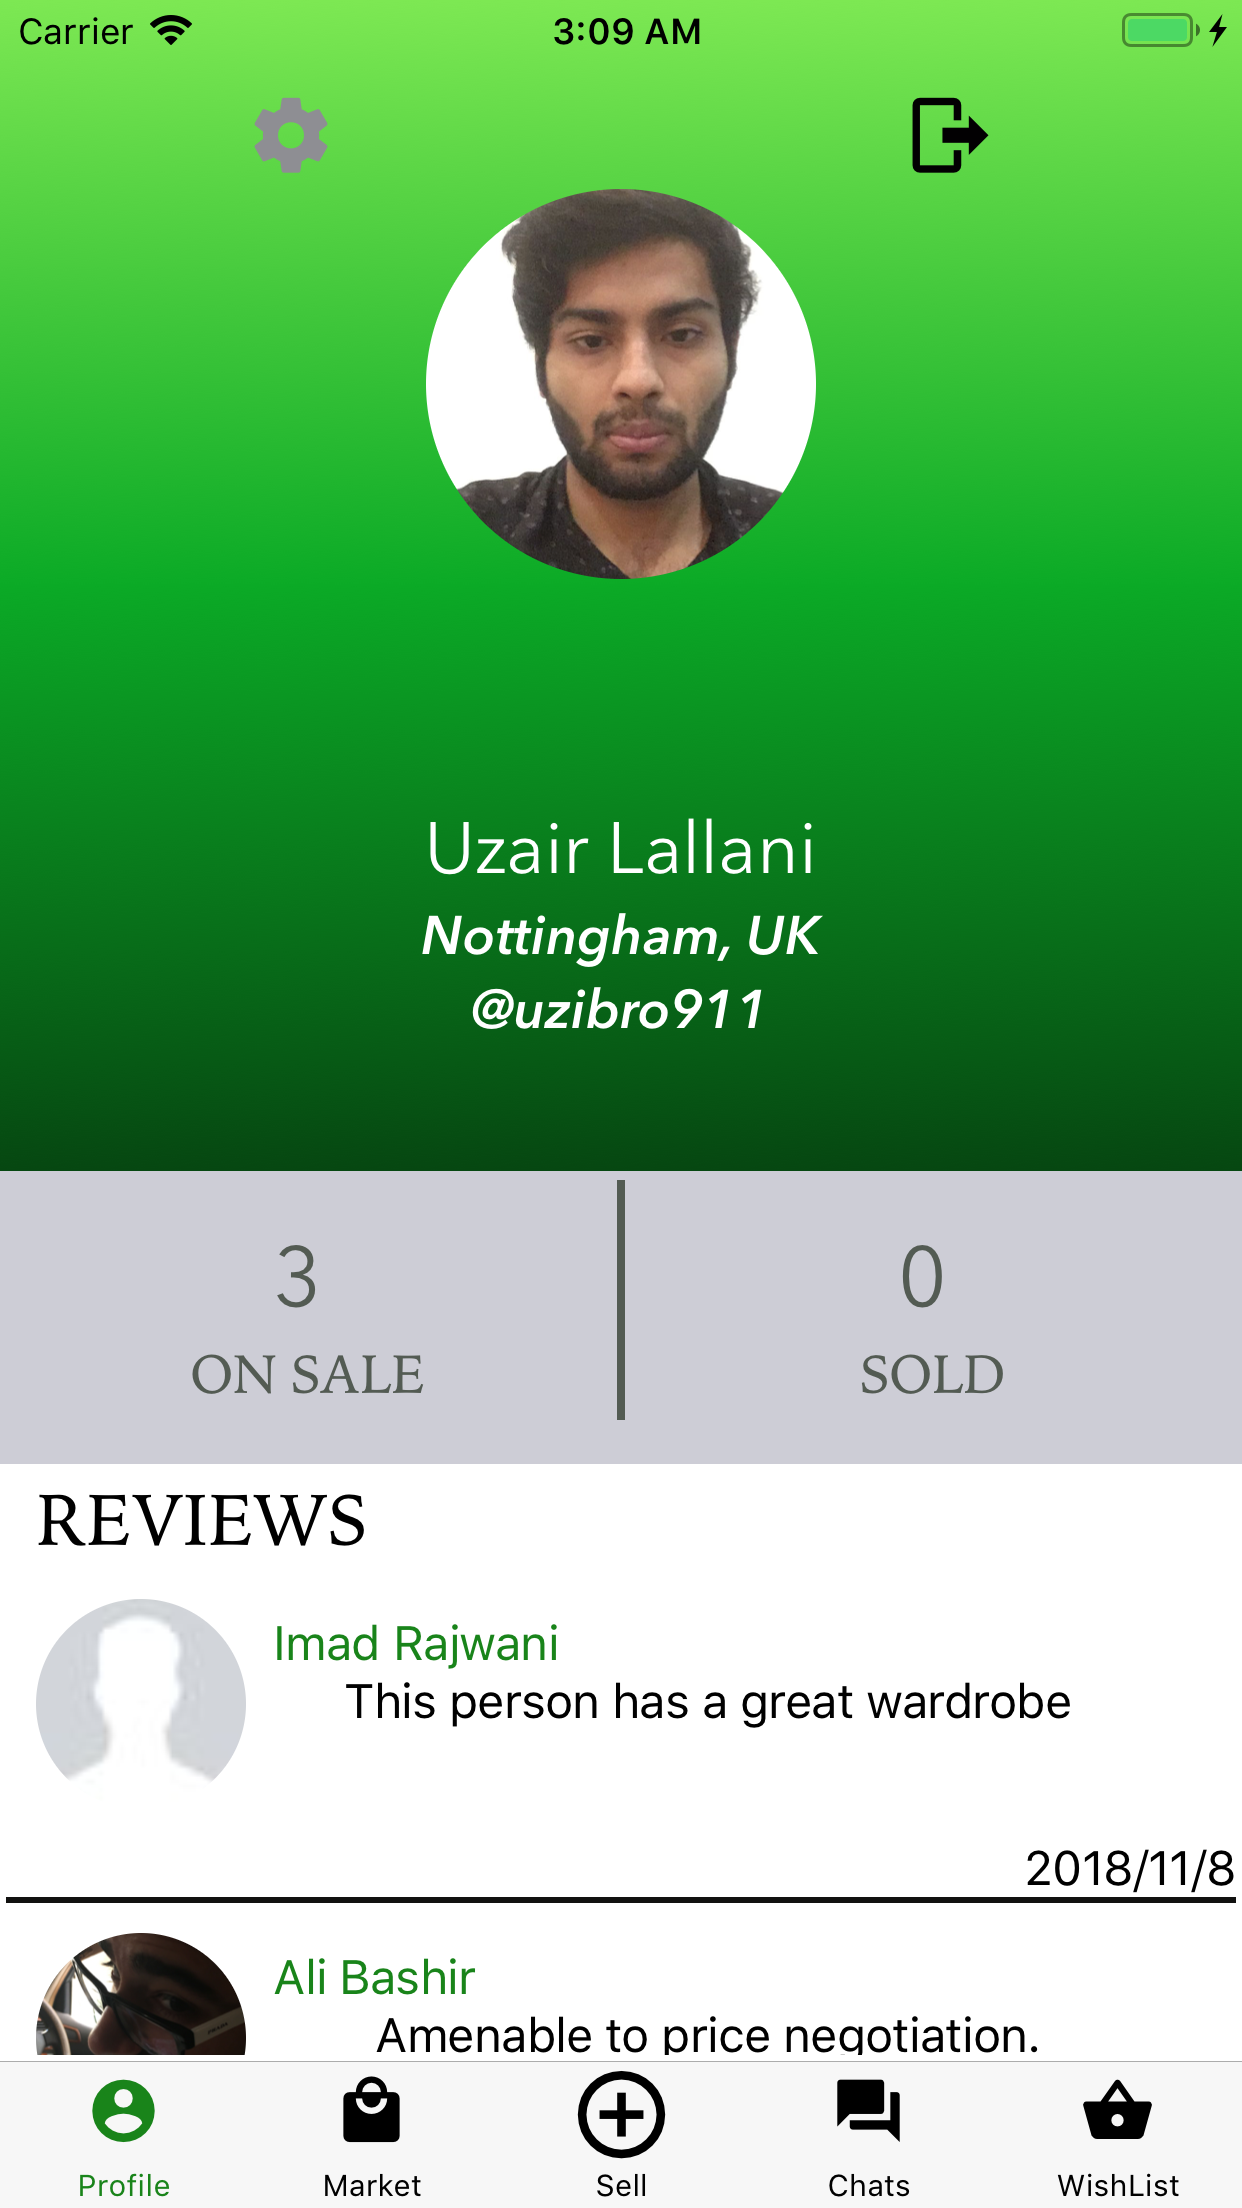 Carrier 3:09 AM
Uzair Lallani
Nottingham, UK
@uzibro911
3 0
ON SALE SOLD
REVIEWS
Imad Rajwani
This person has a great wardrobe
2018/11/8
Ali Bashir
Amenable to price negotiation.
Profile Market Sell Chats WishList